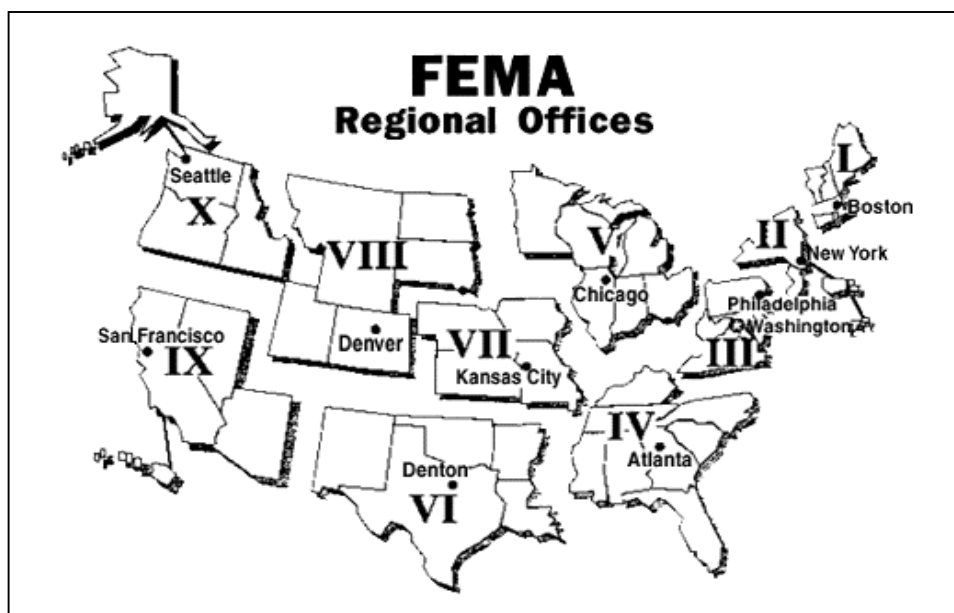 FEMA
Regional Offices
Seattle
X
VIII
V
I
Boston
II
New York
Chicago
Philadelphia
Washington
III
San Francisco
IX
Denver
VII
Kansas City
IV
Atlanta
Denton
VI